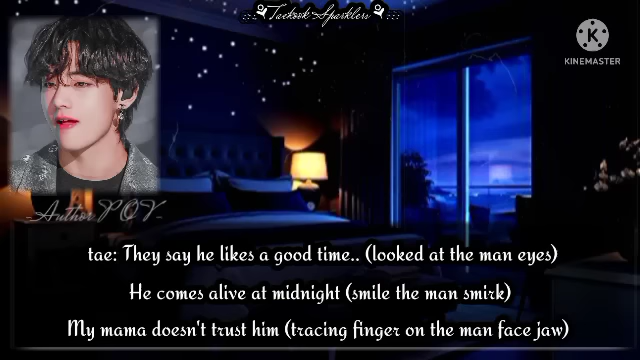 .:::Taekook Sparklers:::.
KINEMASTER
-Author POV-
tae: They say he likes a good time.. (looked at the man eyes)
He comes alive at midnight (smile the man smirk)
My mama doesn't trust him (tracing finger on the man face jaw)